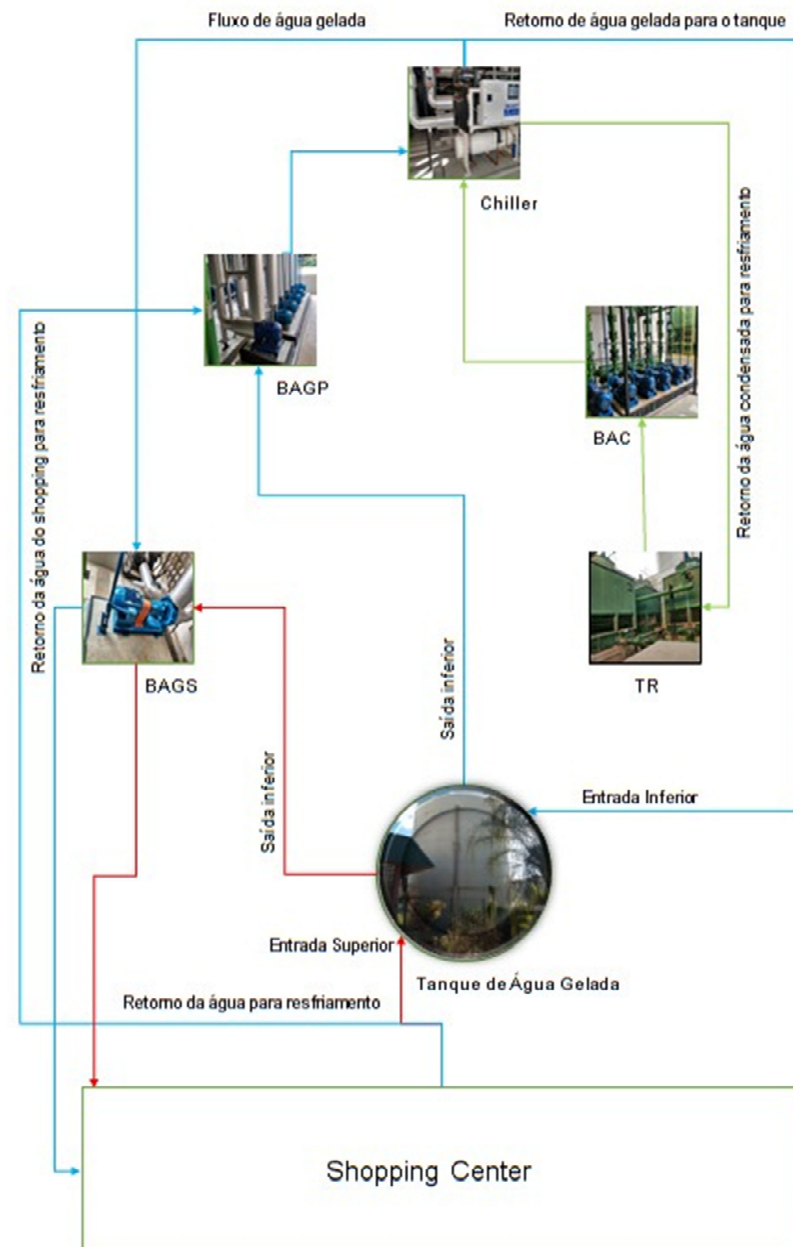 Fluxo de água gelada
Retorno de água gelada para o tanque
Chiller
Retorno da água condensada para resfriamento
BAGP
Retorno da água do shopping para resfriamento
BAC
BAGS
TR
Saída inferior
Saída inferior
Entrada Inferior
Entrada Superior
Tanque de Água Gelada
Retorno da água para resfriamento
Shopping Center